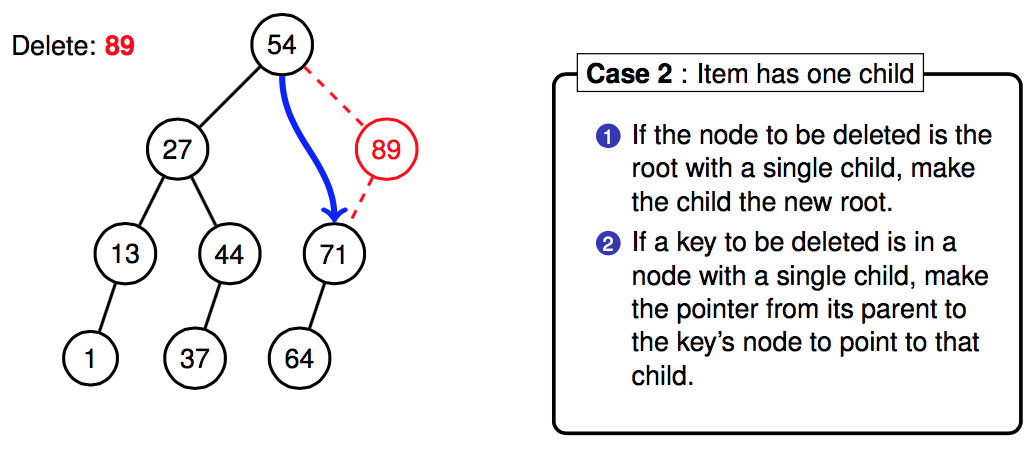 Delete: 89
54
27
89
13
44
71
1
37
64
Case 2 : Item has one child
1 If the node to be deleted is the
root with a single child, make
the child the new root.
2 If a key to be deleted is in a
node with a single child, make
the pointer from its parent to
the key’s node to point to that
child.